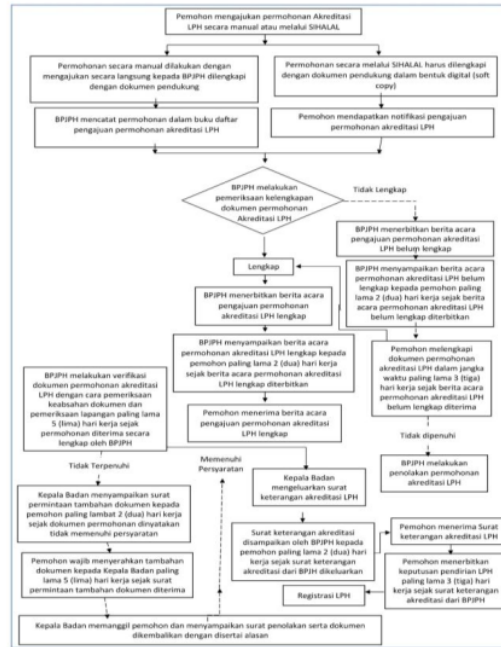 Pemohon mengajukan permohonan Akreditasi
LPH secara manual atau melalui SIHALAL
Permohonan secara manual dilakukan dengan
mengajukan secara langsung kepada BPJPH dilengkapi
dengan dokumen pendukung
Permohonan secara melalui SIHALAL harus dilengkapi
dengan dokumen pendukung dalam bentuk digital (soft
copy)
BPJPH mencatat permohonan dalam buku daftar
pengajuan permohonan akreditasi LPH
Pemohon mendapatkan notifikasi pengajuan
permohonan akreditasi LPH
BPJPH melakukan
pemeriksaan kelengkapan
dokumen permohonan
Akreditasi LPH
Tidak Lengkap
BPJPH menerbitkan berita acara
pengajuan permohonan akreditasi
LPH belum lengkap
Lengkap
BPJPH menyampaikan berita acara
permohonan akreditasi LPH belum
lengkap kepada pemohon paling
lama 2 (dua) hari kerja sejak berita
acara permohonan akreditasi LPH
belum lengkap diterbitkan
BPJPH menerbitkan berita acara
pengajuan permohonan
akreditasi LPH lengkap
BPJPH menyampaikan berita acara
permohonan akreditasi LPH lengkap kepada
pemohon paling lama 2 (dua) hari kerja
sejak berita acara permohonan akreditasi
LPH lengkap diterbitkan
Pemohon melengkapi
dokumen permohonan
akreditasi LPH dalam jangka
waktu paling lama 3 (tiga)
hari kerja sejak berita acara
permohonan akreditasi LPH
belum lengkap diterima
BPJPH melakukan verifikasi
dokumen permohonan akreditasi
LPH dengan cara pemeriksaan
keabsahan dokumen dan
pemeriksaan lapangan paling lama
5 (lima) hari kerja sejak
permohonan diterima secara
lengkap oleh BPJPH
Pemohon menerima berita acara
pengajuan permohonan akreditasi
LPH lengkap
Tidak dipenuhi
BPJPH melakukan
penolakan permohonan
akreditasi LPH
Tidak Terpenuhi
Memenuhi
Persyaratan
Kepala Badan
mengeluarkan surat
keterangan akreditasi LPH
Kepala Badan menyampaikan surat
permintaan tambahan dokumen kepada
pemohon paling lambat 2 (dua) hari kerja
sejak dokumen permohonan dinyatakan
tidak memenuhi persyaratan
Surat keterangan akreditasi
disampaikan oleh BPJPH kepada
pemohon paling lama 2 (dua) hari
kerja sejak surat keterangan
akreditasi dari BPJH dikeluarkan
Pemohon menerima Surat
keterangan akreditasi LPH
Pemohon wajib menyerahkan tambahan
dokumen kepada Kepala Badan paling
lama 5 (lima) hari kerja sejak surat
permintaan tambahan dokumen diterima
Pemohon menerbitkan
keputusan pendirian LPH
paling lama 3 (tiga) hari
kerja sejak surat keterangan
akreditasi dari BPJPH
Registrasi LPH
Kepala Badan memanggil pemohon dan menyampaikan surat penolakan serta dokumen
dikembalikan dengan disertai alasan